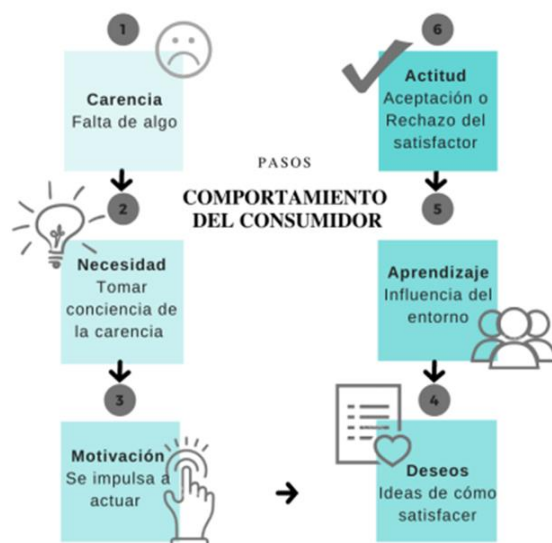 PASOS
COMPORTAMIENTO
DEL CONSUMIDOR
1
Carencia
Falta de algo
2
Necesidad
Tomar
conciencia de
la carencia
3
Motivación
Se impulsa a
actuar
4
Deseos
Ideas de cómo
satisfacer
5
Aprendizaje
Influencia del
entorno
6
Actitud
Aceptación o
Rechazo del
satisfactor